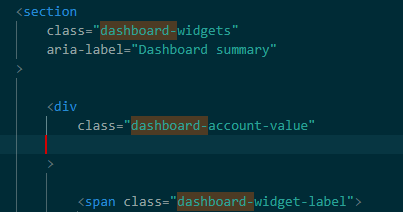 <section
class="dashboard-widgets"
aria-label="Dashboard summary"
>
<div
class="dashboard-account-value"
>
<span class="dashboard-widget-label">